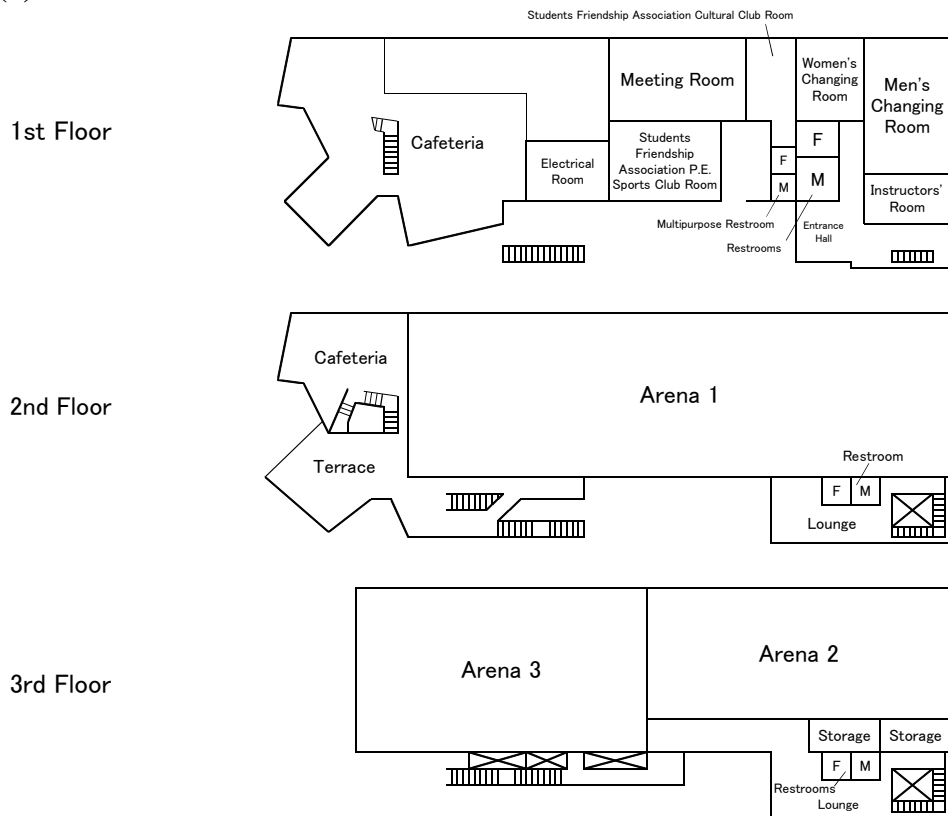 Students Friendship Association Cultural Club Room
1st Floor
Meeting Room
Women's
Changing
Room
Men's
Changing
Room
Cafeteria
Electrical
Room
Students
Friendship
Association P.E.
Sports Club Room
F
M
F
M
Instructors'
Room
Multipurpose Restroom
Restrooms
Entrance
Hall
2nd Floor
Cafeteria
Terrace
Arena 1
Restroom
F
M
Lounge
3rd Floor
Arena 3
Arena 2
Storage
Storage
F
M
Restrooms
Lounge